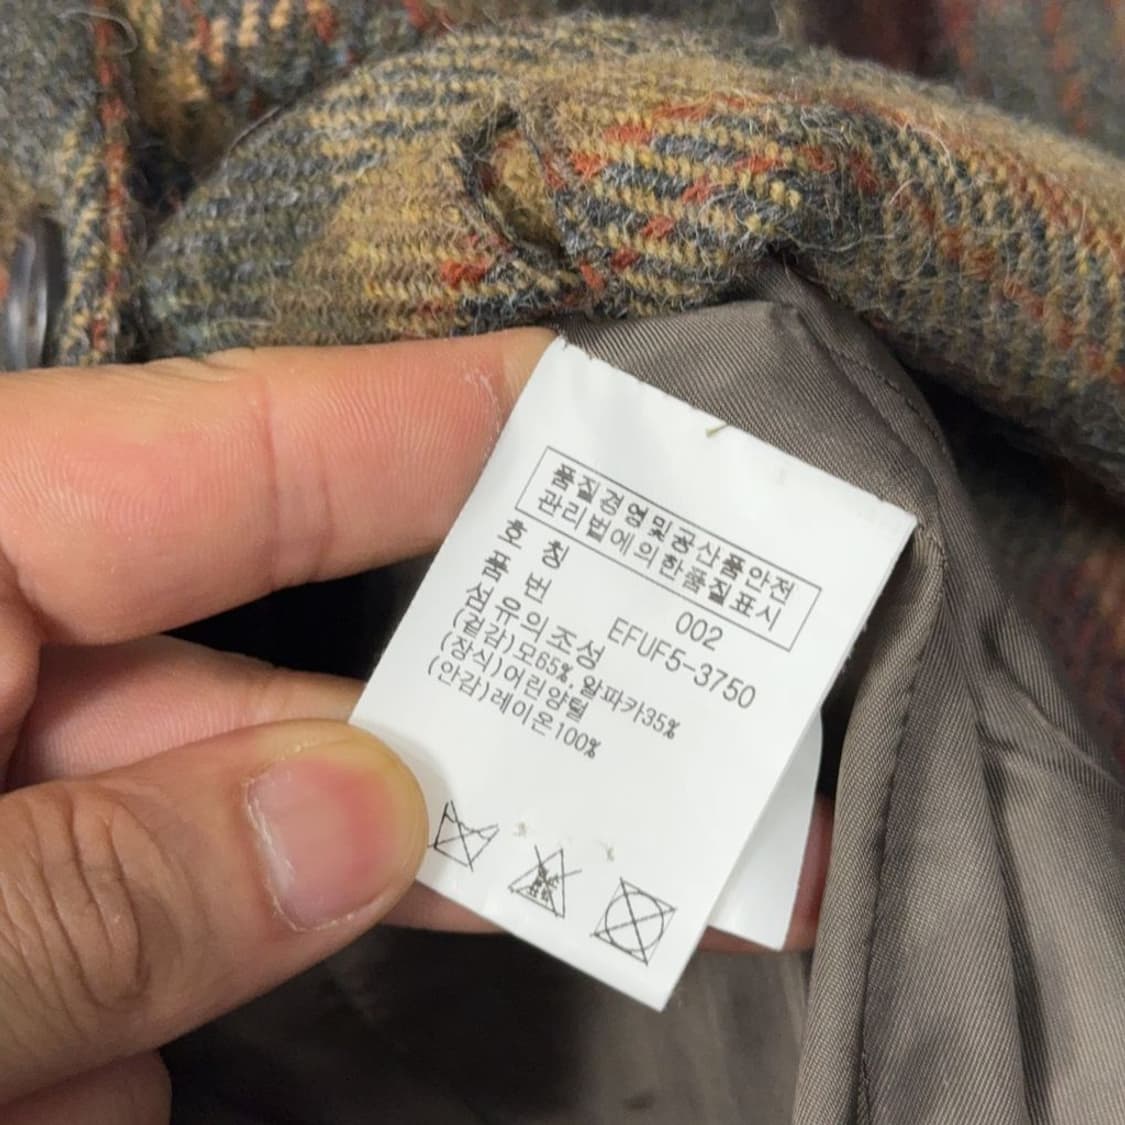 품질경영및공산품안전
관리법에의한품질표시
호 칭 002
품 번 EFUF5-3750
섬유의조성
(겉감)모65%, 알파카35%
(장식)어린양털
(안감)레이온100%